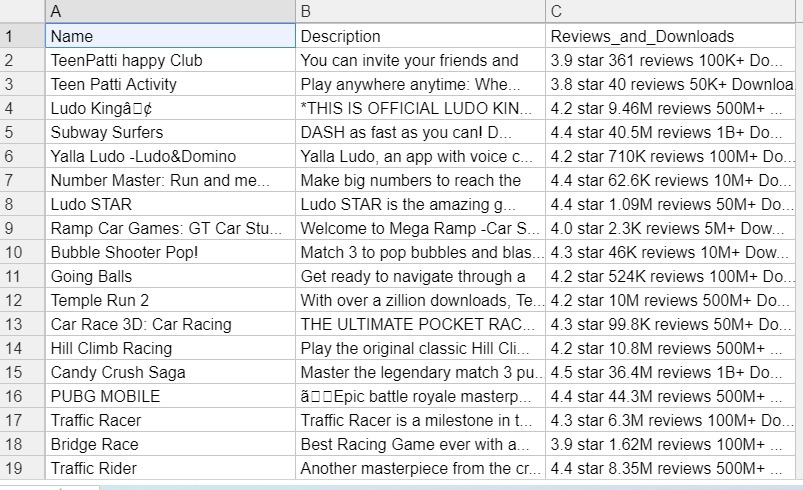 A B C
1 Name Description Reviews_and_Downloads
2 TeenPatti happy Club You can invite your friends and 3.9 star 361 reviews 100K+ Do...
3 Teen Patti Activity Play anywhere anytime: Whe... 3.8 star 40 reviews 50K+ Downloa
4 Ludo Kingâ□¢ *THIS IS OFFICIAL LUDO KIN... 4.2 star 9.46M reviews 500M+ ...
5 Subway Surfers DASH as fast as you can! D... 4.4 star 40.5M reviews 1B+ Do...
6 Yalla Ludo -Ludo&Domino Yalla Ludo, an app with voice c... 4.2 star 710K reviews 100M+ Do...
7 Number Master: Run and me... Make big numbers to reach the 4.4 star 62.6K reviews 10M+ Do...
8 Ludo STAR Ludo STAR is the amazing g... 4.4 star 1.09M reviews 50M+ Do...
9 Ramp Car Games: GT Car Stu... Welcome to Mega Ramp -Car S... 4.0 star 2.3K reviews 5M+ Dow...
10 Bubble Shooter Pop! Match 3 to pop bubbles and blas... 4.3 star 46K reviews 10M+ Dow...
11 Going Balls Get ready to navigate through a 4.2 star 524K reviews 100M+ Do...
12 Temple Run 2 With over a zillion downloads, Te... 4.2 star 10M reviews 500M+ Do...
13 Car Race 3D: Car Racing THE ULTIMATE POCKET RAC... 4.3 star 99.8K reviews 50M+ Do...
14 Hill Climb Racing Play the original classic Hill Cli... 4.2 star 10.8M reviews 500M+ ...
15 Candy Crush Saga Master the legendary match 3 pu... 4.5 star 36.4M reviews 1B+ Do...
16 PUBG MOBILE ã□□Epic battle royale masterp... 4.4 star 44.3M reviews 500M+ ...
17 Traffic Racer Traffic Racer is a milestone in t... 4.3 star 6.3M reviews 100M+ Do...
18 Bridge Race Best Racing Game ever with a... 3.9 star 1.62M reviews 100M+ ...
19 Traffic Rider Another masterpiece from the cr... 4.4 star 8.35M reviews 500M+ ...